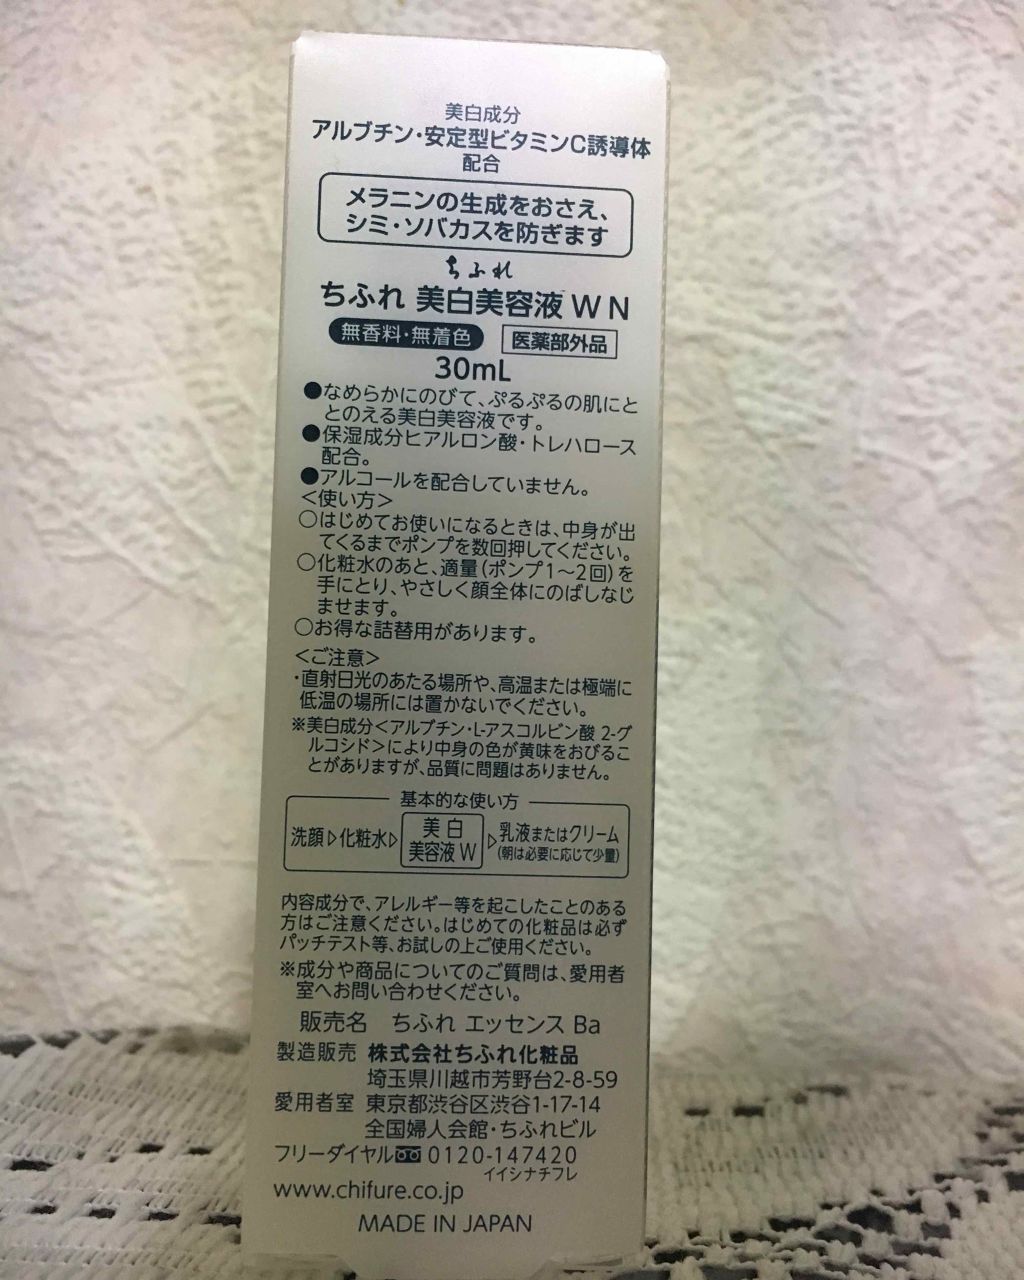 美白成分
アルブチン・安定型ビタミンC誘導体
配合
メラニンの生成をおさえ、
シミ・ソバカスを防ぎます
ちふれ
ちふれ 美白美容液 W N
無香料・無着色 医薬部外品
30mL
●なめらかにのびて、ぷるぷるの肌にと
とのえる美白美容液です。
●保湿成分ヒアルロン酸・トレハロース
配合。
●アルコールを配合していません。
＜使い方＞
○はじめてお使いになるときは、中身が出
てくるまでポンプを数回押してください。
○化粧水のあと、適量（ポンプ1～2回）を
手にとり、やさしく顔全体にのばしなじ
ませます。
○お得な詰替用があります。
＜ご注意＞
・直射日光のあたる場所や、高温または極端に
低温の場所には置かないでください。
※美白成分＜アルブチン・L-アスコルビン酸 2-グ
ルコシド＞により中身の色が黄味をおびるこ
とがありますが、品質に問題はありません。
基本的な使い方
洗顔▷化粧水▷美白美容液 W▷乳液またはクリーム
（朝は必要に応じて少量）
内容成分で、アレルギー等を起こしたことのある
方はご注意ください。はじめての化粧品は必ず
パッチテスト等、お試しの上ご使用ください。
※成分や商品についてのご質問は、愛用者
室へお問い合わせください。
販売名 ちふれ エッセンス Ba
製造販売 株式会社ちふれ化粧品
埼玉県川越市芳野台2-8-59
愛用者室 東京都渋谷区渋谷1-17-14
全国婦人会館・ちふれビル
フリーダイヤル 0120-147420
イイシナチフレ
www.chifure.co.jp
MADE IN JAPAN